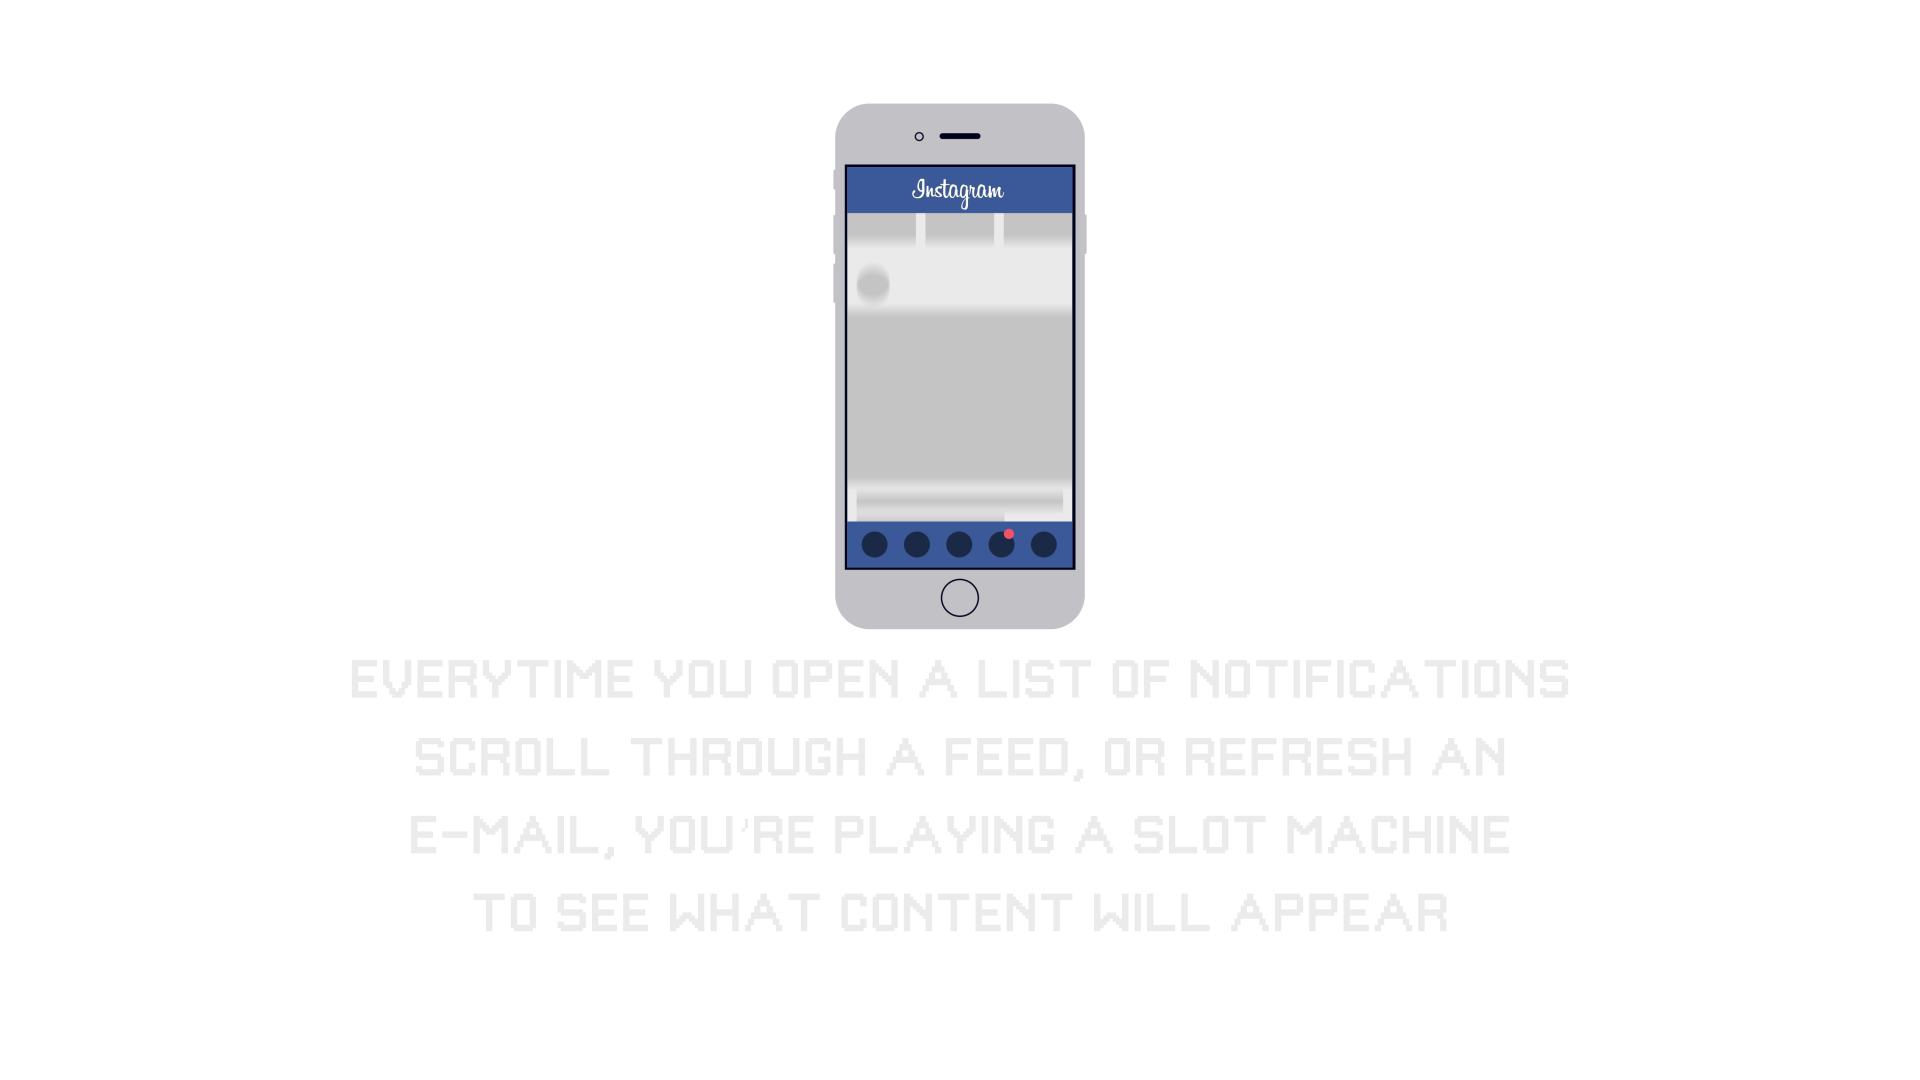 Instagram
EVERYTIME YOU OPEN A LIST OF NOTIFICATIONS
SCROLL THROUGH A FEED, OR REFRESH AN
E-MAIL, YOU'RE PLAYING A SLOT MACHINE
TO SEE WHAT CONTENT WILL APPEAR